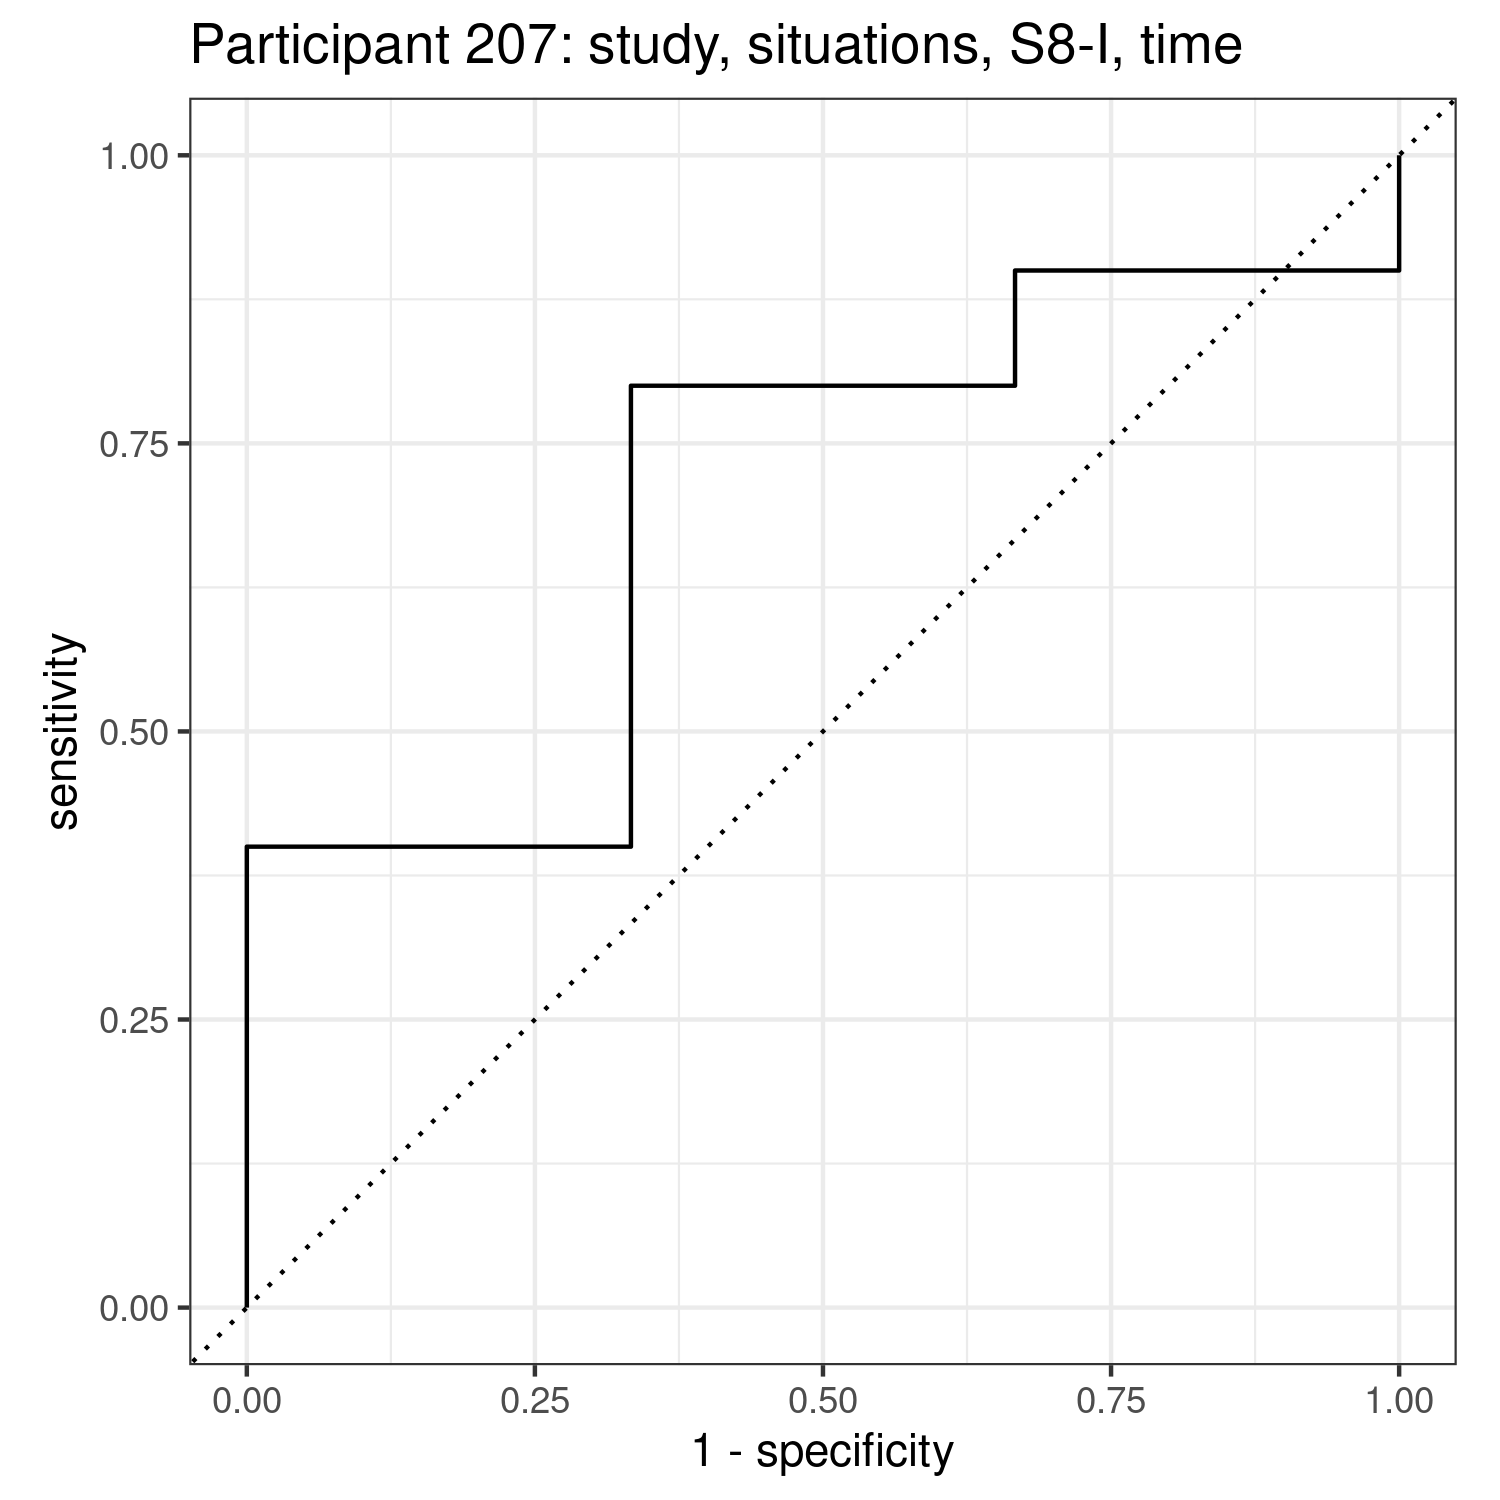 Participant 207: study, situations, S8-I, time
1.00
0.75
0.50
0.25
0.00
sensitivity
0.00 0.25 0.50 0.75 1.00
1 - specificity